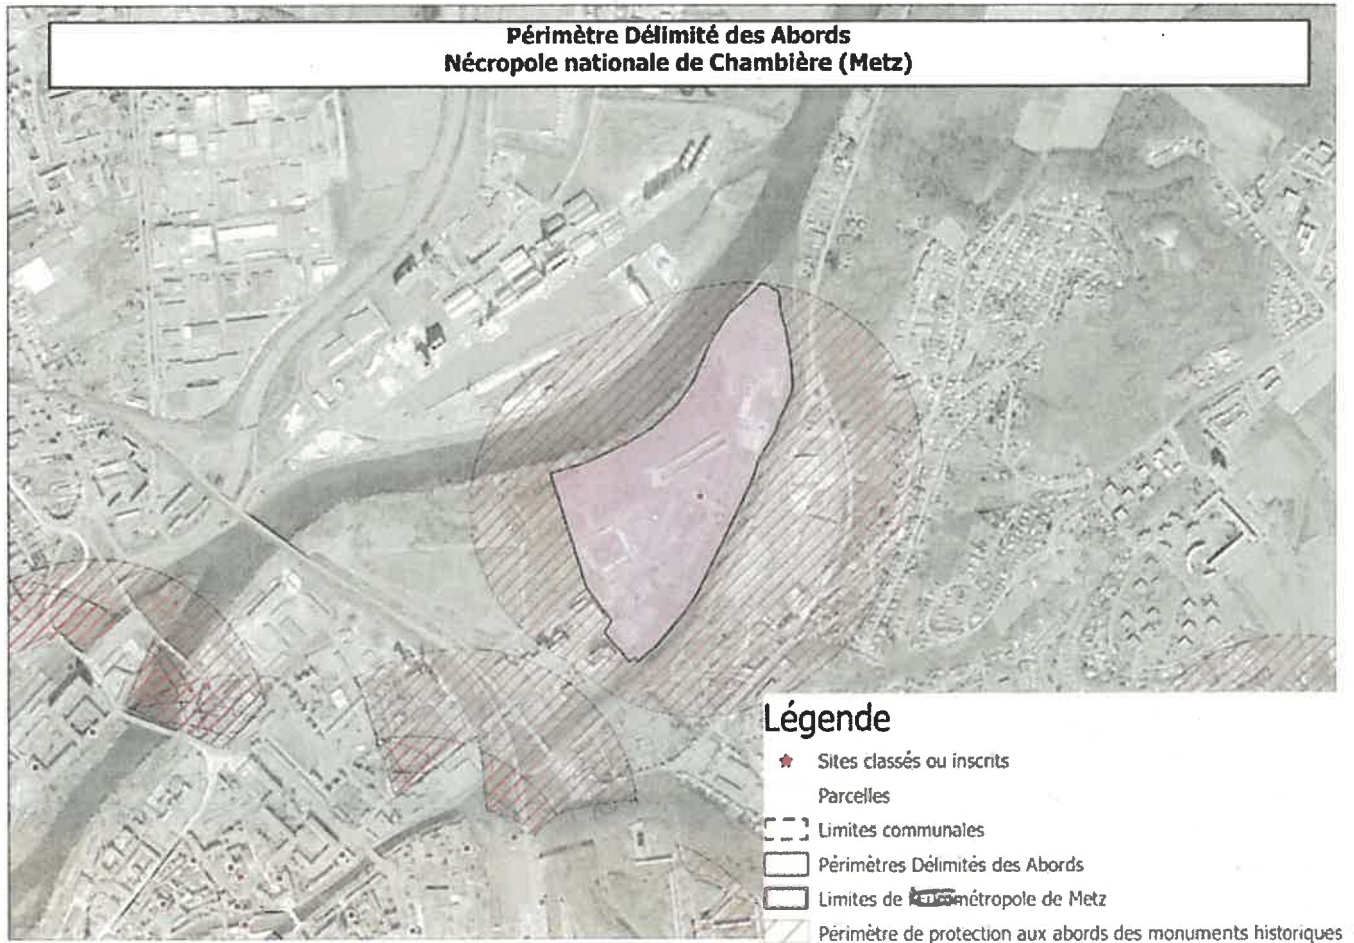 Périmètre Délimité des Abords
Nécropole nationale de Chambière (Metz)
Légende
Sites classés ou inscrits
Parcelles
Limites communales
Périmètres Délimités des Abords
Limites de métropole de Metz
Périmètre de protection aux abords des monuments historiques